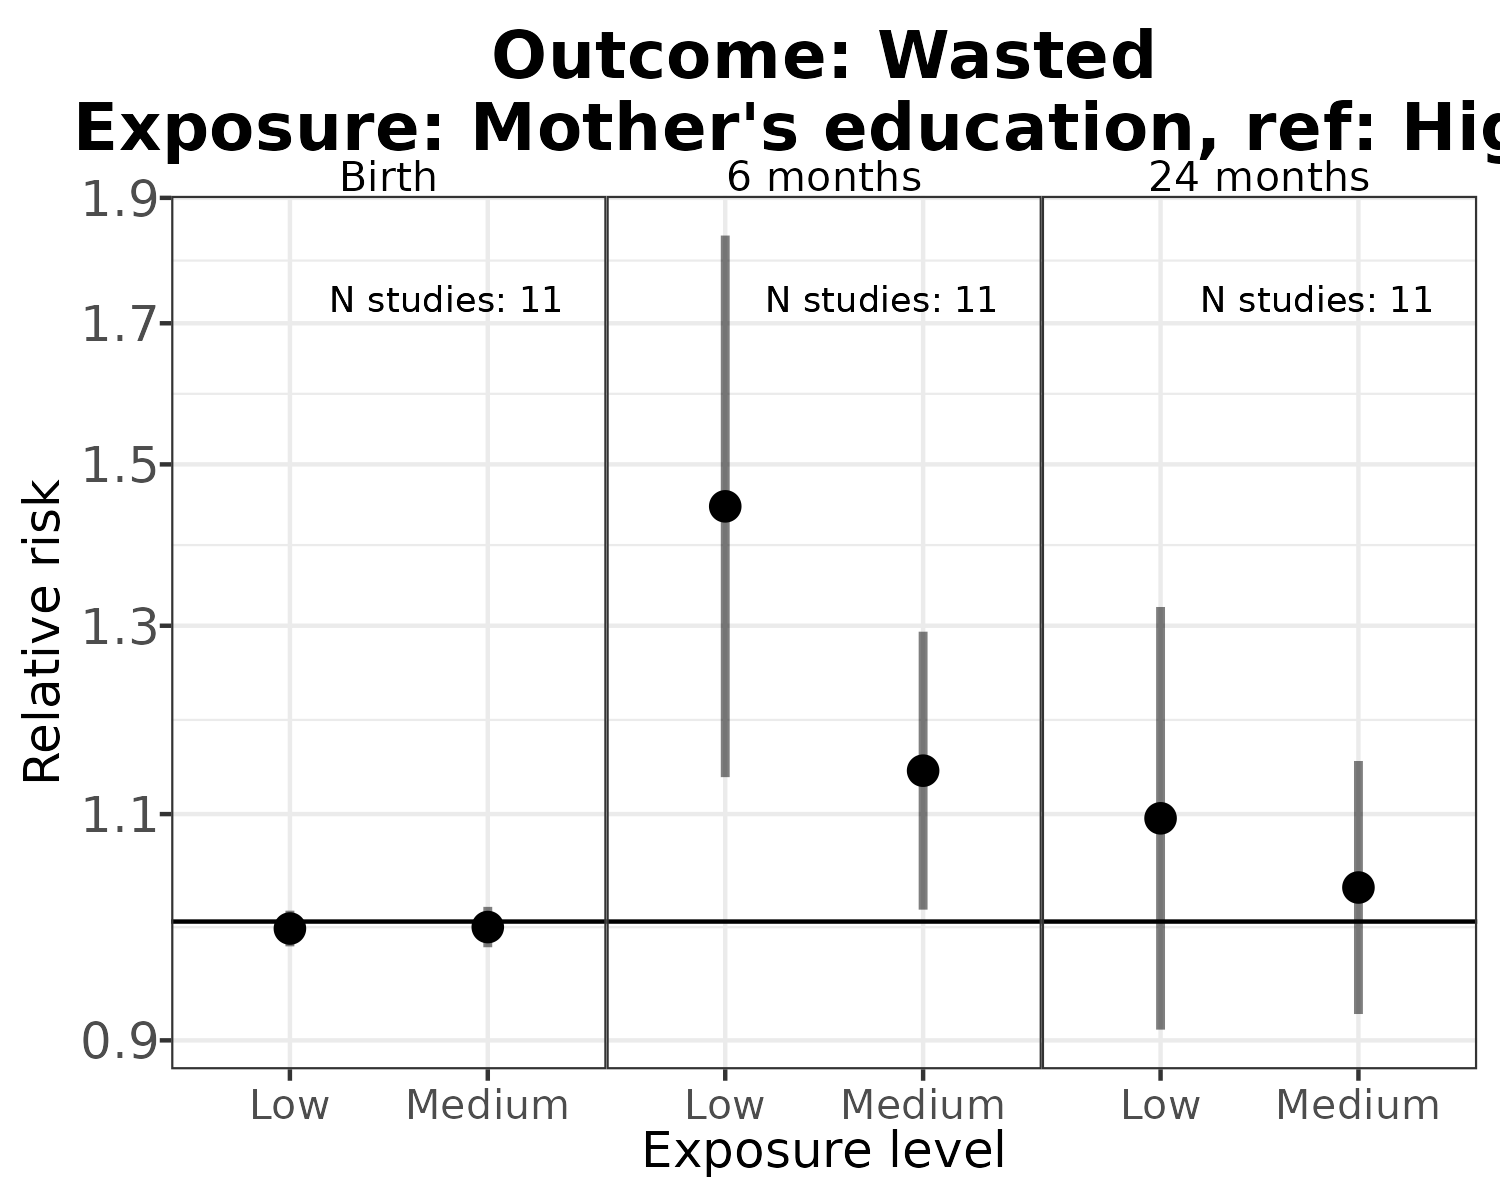 Outcome: Wasted
Exposure: Mother's education, ref: Hig
Birth
6 months
24 months
1.9
1.7
1.5
1.3
1.1
0.9
Relative risk
N studies: 11
N studies: 11
N studies: 11
Low
Medium
Low
Medium
Low
Medium
Exposure level